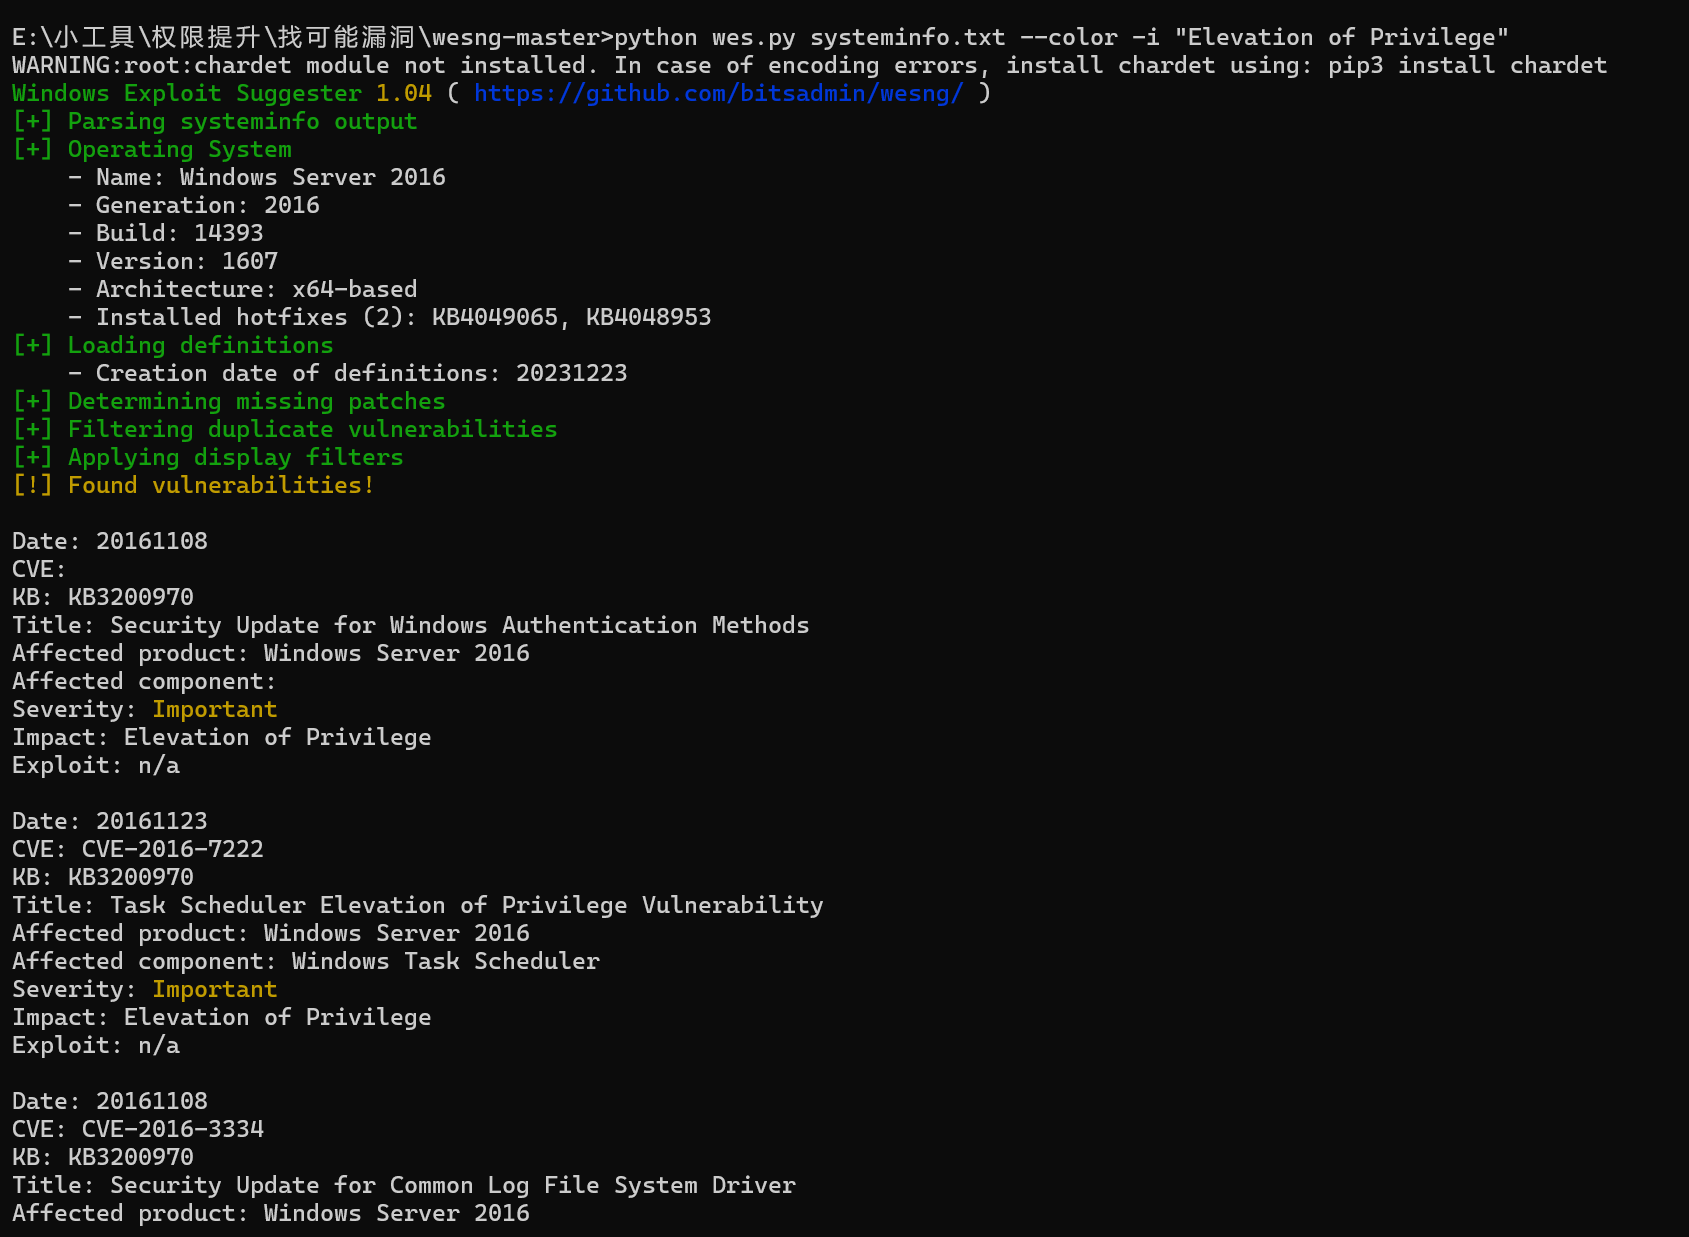 E:\小工具\权限提升\找可能漏洞\wesng-master>python wes.py systeminfo.txt --color -i "Elevation of Privilege"
WARNING:root:chardet module not installed. In case of encoding errors, install chardet using: pip3 install chardet
Windows Exploit Suggester 1.04 ( https://github.com/bitsadmin/wesng/ )
[+] Parsing systeminfo output
[+] Operating System
    - Name: Windows Server 2016
    - Generation: 2016
    - Build: 14393
    - Version: 1607
    - Architecture: x64-based
    - Installed hotfixes (2): KB4049065, KB4048953
[+] Loading definitions
    - Creation date of definitions: 20231223
[+] Determining missing patches
[+] Filtering duplicate vulnerabilities
[+] Applying display filters
[!] Found vulnerabilities!

Date: 20161108
CVE:
KB: KB3200970
Title: Security Update for Windows Authentication Methods
Affected product: Windows Server 2016
Affected component:
Severity: Important
Impact: Elevation of Privilege
Exploit: n/a

Date: 20161123
CVE: CVE-2016-7222
KB: KB3200970
Title: Task Scheduler Elevation of Privilege Vulnerability
Affected product: Windows Server 2016
Affected component: Windows Task Scheduler
Severity: Important
Impact: Elevation of Privilege
Exploit: n/a

Date: 20161108
CVE: CVE-2016-3334
KB: KB3200970
Title: Security Update for Common Log File System Driver
Affected product: Windows Server 2016